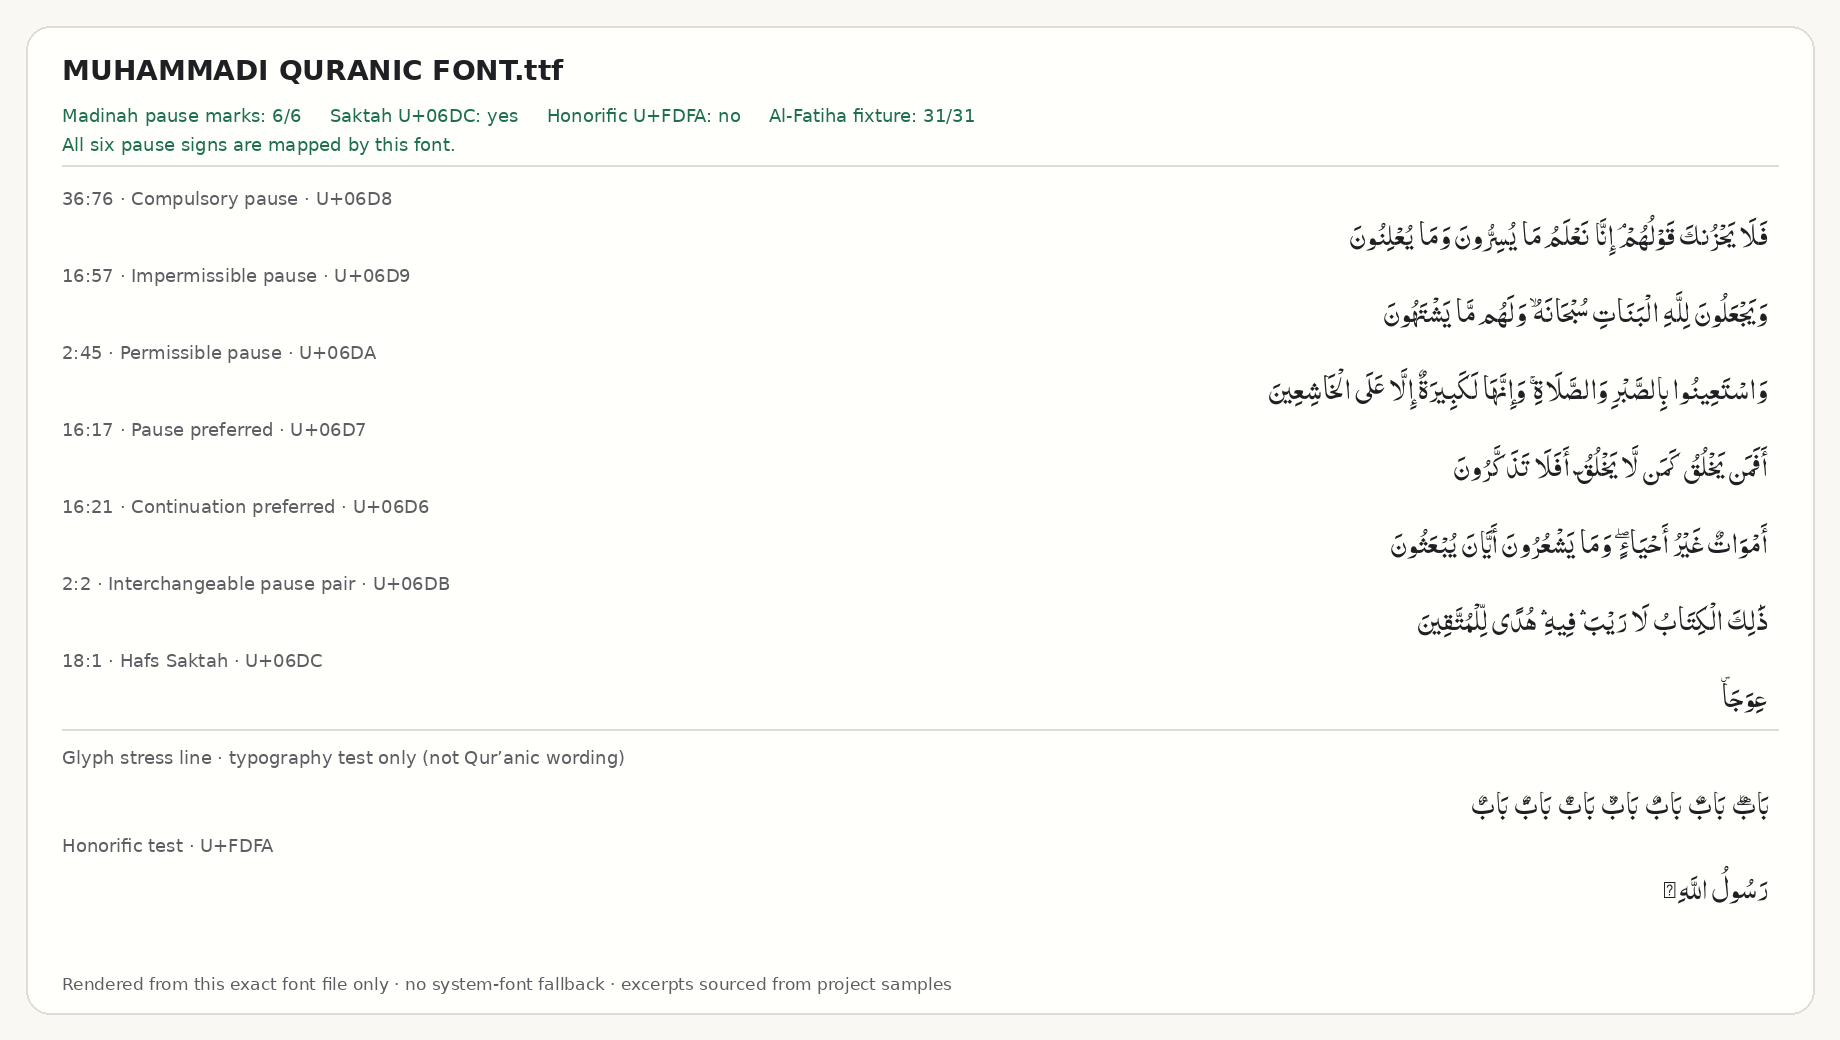 MUHAMMADI QURANIC FONT.ttf
Madinah pause marks: 6/6 Saktah U+06DC: yes Honorific U+FDFA: no Al-Fatiha fixture: 31/31
All six pause signs are mapped by this font.
36:76 · Compulsory pause · U+06D8
فَلَا يَحْزُنكَ قَوْلُهُمْ ۘ إِنَّا نَعْلَمُ مَا يُسِرُّونَ وَمَا يُعْلِنُونَ
16:57 · Impermissible pause · U+06D9
وَيَجْعَلُونَ لِلَّهِ الْبَنَاتِ سُبْحَانَهُ ۙ وَلَهُم مَّا يَشْتَهُونَ
2:45 · Permissible pause · U+06DA
وَاسْتَعِينُوا بِالصَّبْرِ وَالصَّلَاةِ ۚ وَإِنَّهَا لَكَبِيرَةٌ إِلَّا عَلَى الْخَاشِعِينَ
16:17 · Pause preferred · U+06D7
أَفَمَن يَخْلُقُ كَمَن لَّا يَخْلُقُ ۗ أَفَلَا تَذَكَّرُونَ
16:21 · Continuation preferred · U+06D6
أَمْوَاتٌ غَيْرُ أَحْيَاءٍ ۖ وَمَا يَشْعُرُونَ أَيَّانَ يُبْعَثُونَ
2:2 · Interchangeable pause pair · U+06DB
ذَٰلِكَ الْكِتَابُ لَا رَيْبَ ۛ فِيهِ ۛ هُدًى لِّلْمُتَّقِينَ
18:1 · Hafs Saktah · U+06DC
عِوَجَاۜ
Glyph stress line · typography test only (not Qur’anic wording)
بَابٌۖ بَابٌۗ بَابٌۘ بَابٌۙ بَابٌۚ بَابٌۛ بَابٌ
Honorific test · U+FDFA
رَسُولُ اللَّهِ
Rendered from this exact font file only · no system-font fallback · excerpts sourced from project samples